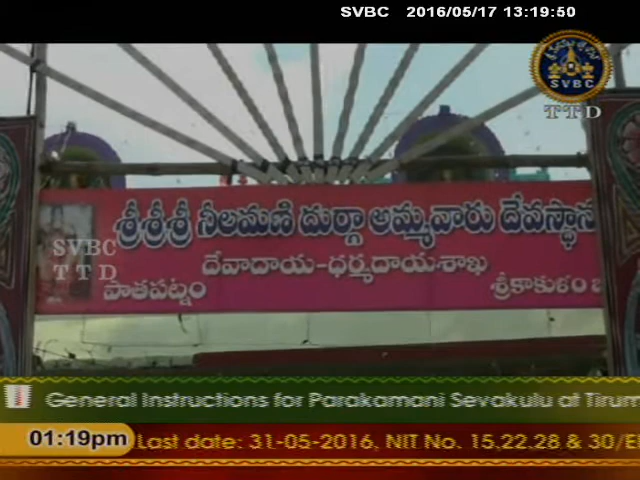 SVBC 2016/05/17 13:19:50
SVBC
TTD
శ్రీశ్రీశ్రీ నీలమణి దుర్గా అమ్మవారు దేవస్థాన
SVBC
TTD
దేవాదాయ-ధర్మదాయశాఖ
పాతపట్నం
శ్రీకాకుళం
General Instructions for Parakamani Sevakulu at Tirum
01:19pm
Last date: 31-05-2016, NIT No. 15,22,28 & 30/E